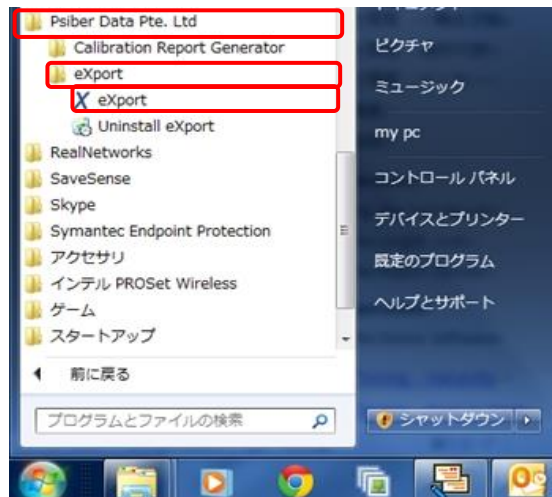 Psiber Data Pte. Ltd
Calibration Report Generator
eXport
eXport
Uninstall eXport
RealNetworks
SaveSense
Skype
Symantec Endpoint Protection
アクセサリ
インテル PROSet Wireless
ゲーム
スタートアップ
前に戻る
プログラムとファイルの検索
ピクチャ
ミュージック
my pc
コントロール パネル
デバイスとプリンター
既定のプログラム
ヘルプとサポート
シャットダウン